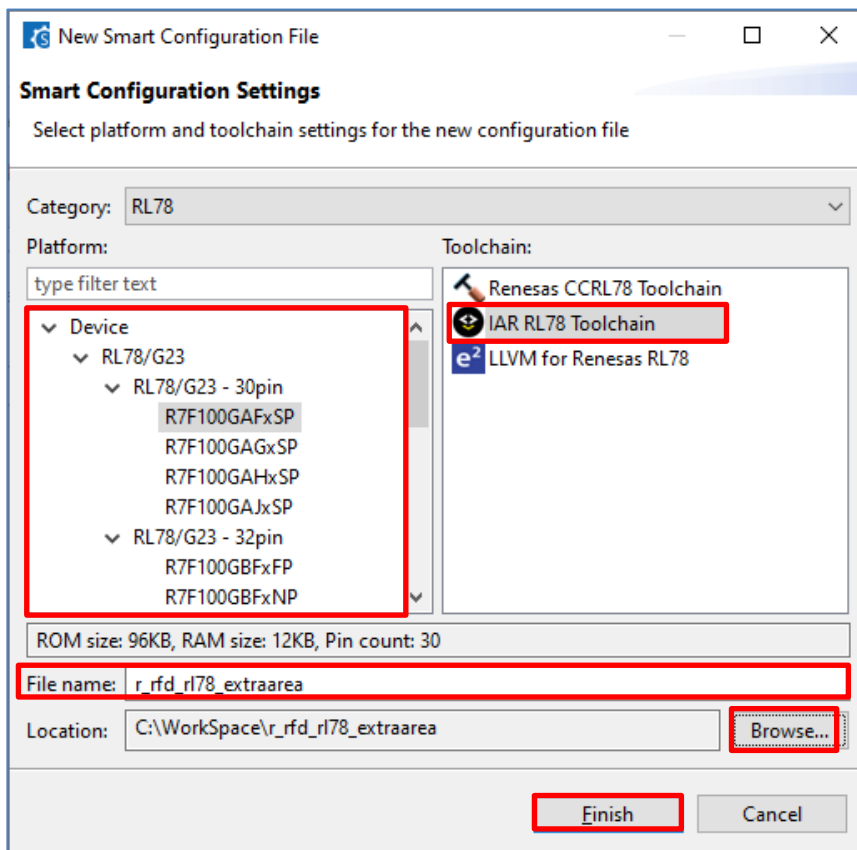 New Smart Configuration File
Smart Configuration Settings
Select platform and toolchain settings for the new configuration file
Category: RL78
Platform:
Toolchain:
type filter text
Device
RL78/G23
RL78/G23 - 30pin
R7F100GAFxSP
R7F100GAGxSP
R7F100GAHxSP
R7F100GAJxSP
RL78/G23 - 32pin
R7F100GBFxFP
R7F100GBFxNP
Renesas CCRL78 Toolchain
IAR RL78 Toolchain
e² LLVM for Renesas RL78
ROM size: 96KB, RAM size: 12KB, Pin count: 30
File name: r_rfd_rl78_extraarea
Location: C:\WorkSpace\r_rfd_rl78_extraarea Browse...
Finish Cancel